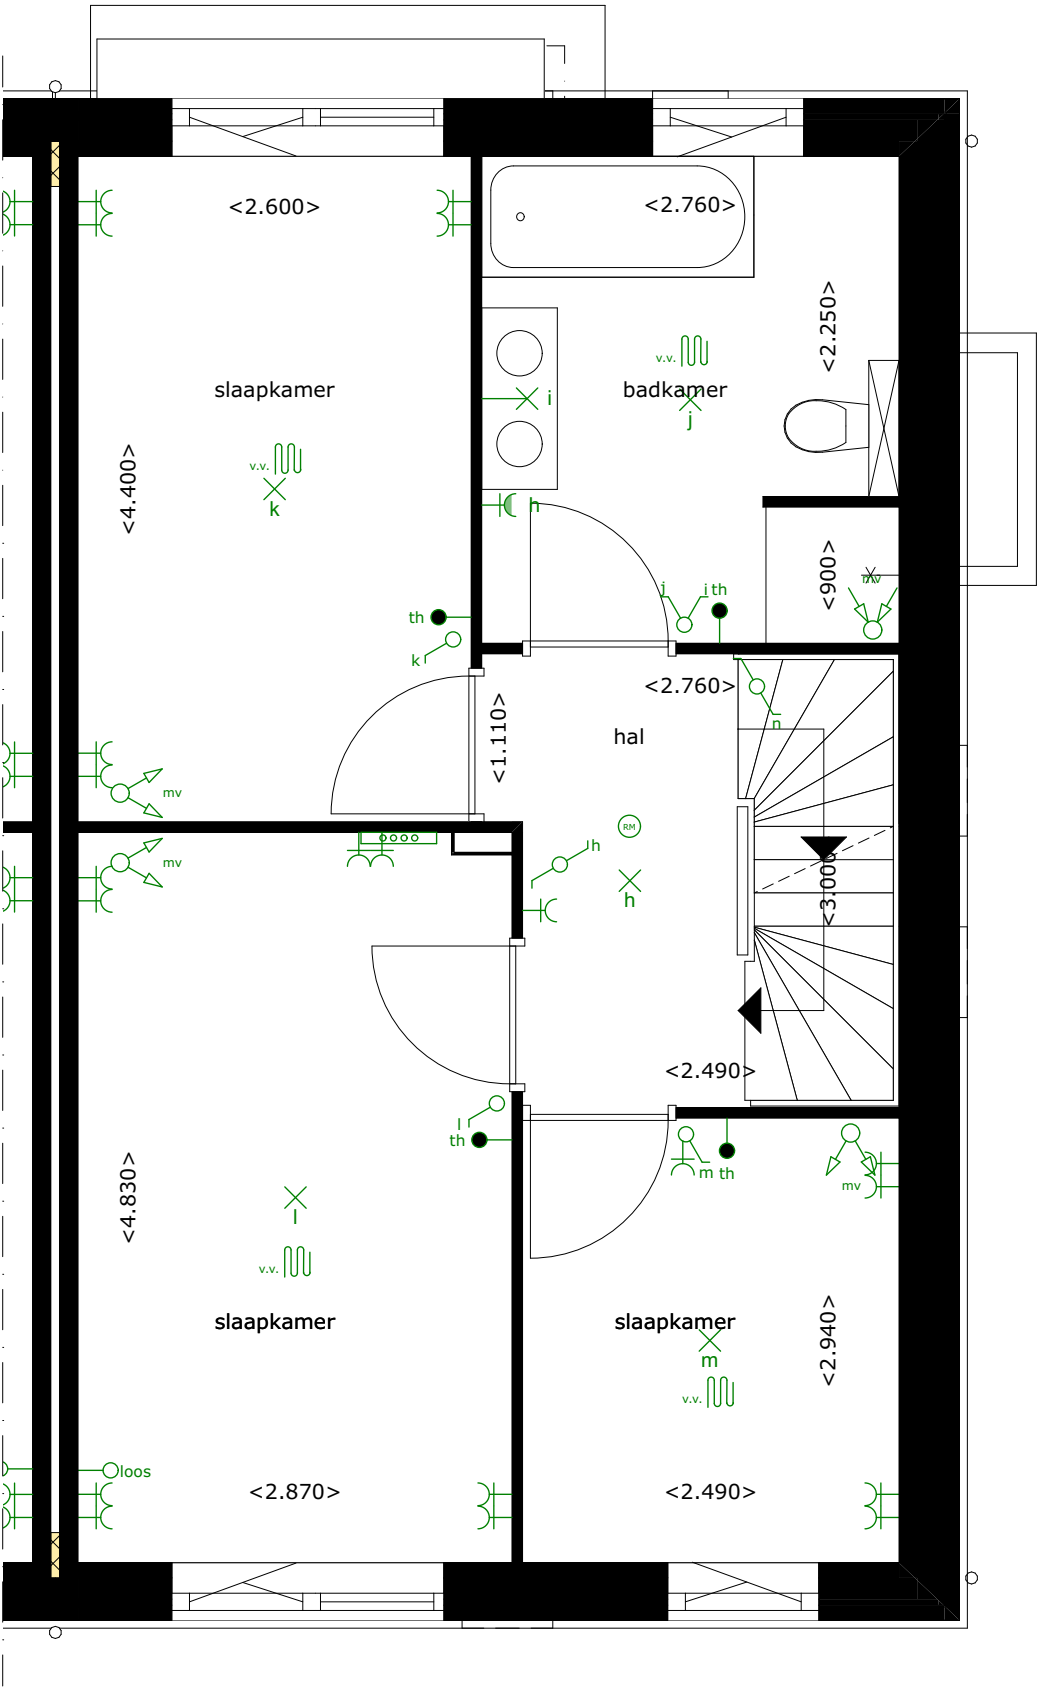 <2.600>
<2.760>
<2.250>
slaapkamer
badkamer
v.v.
i
j
<4.400>
v.v.
k
h
<900>
mv
j
i
th
th
k
<2.760>
n
<1.110>
hal
mv
RM
h
mv
h
<3.000>
<2.490>
l
th
m
th
mv
<4.830>
l
v.v.
slaapkamer
slaapkamer
<2.940>
m
v.v.
loos
<2.870>
<2.490>